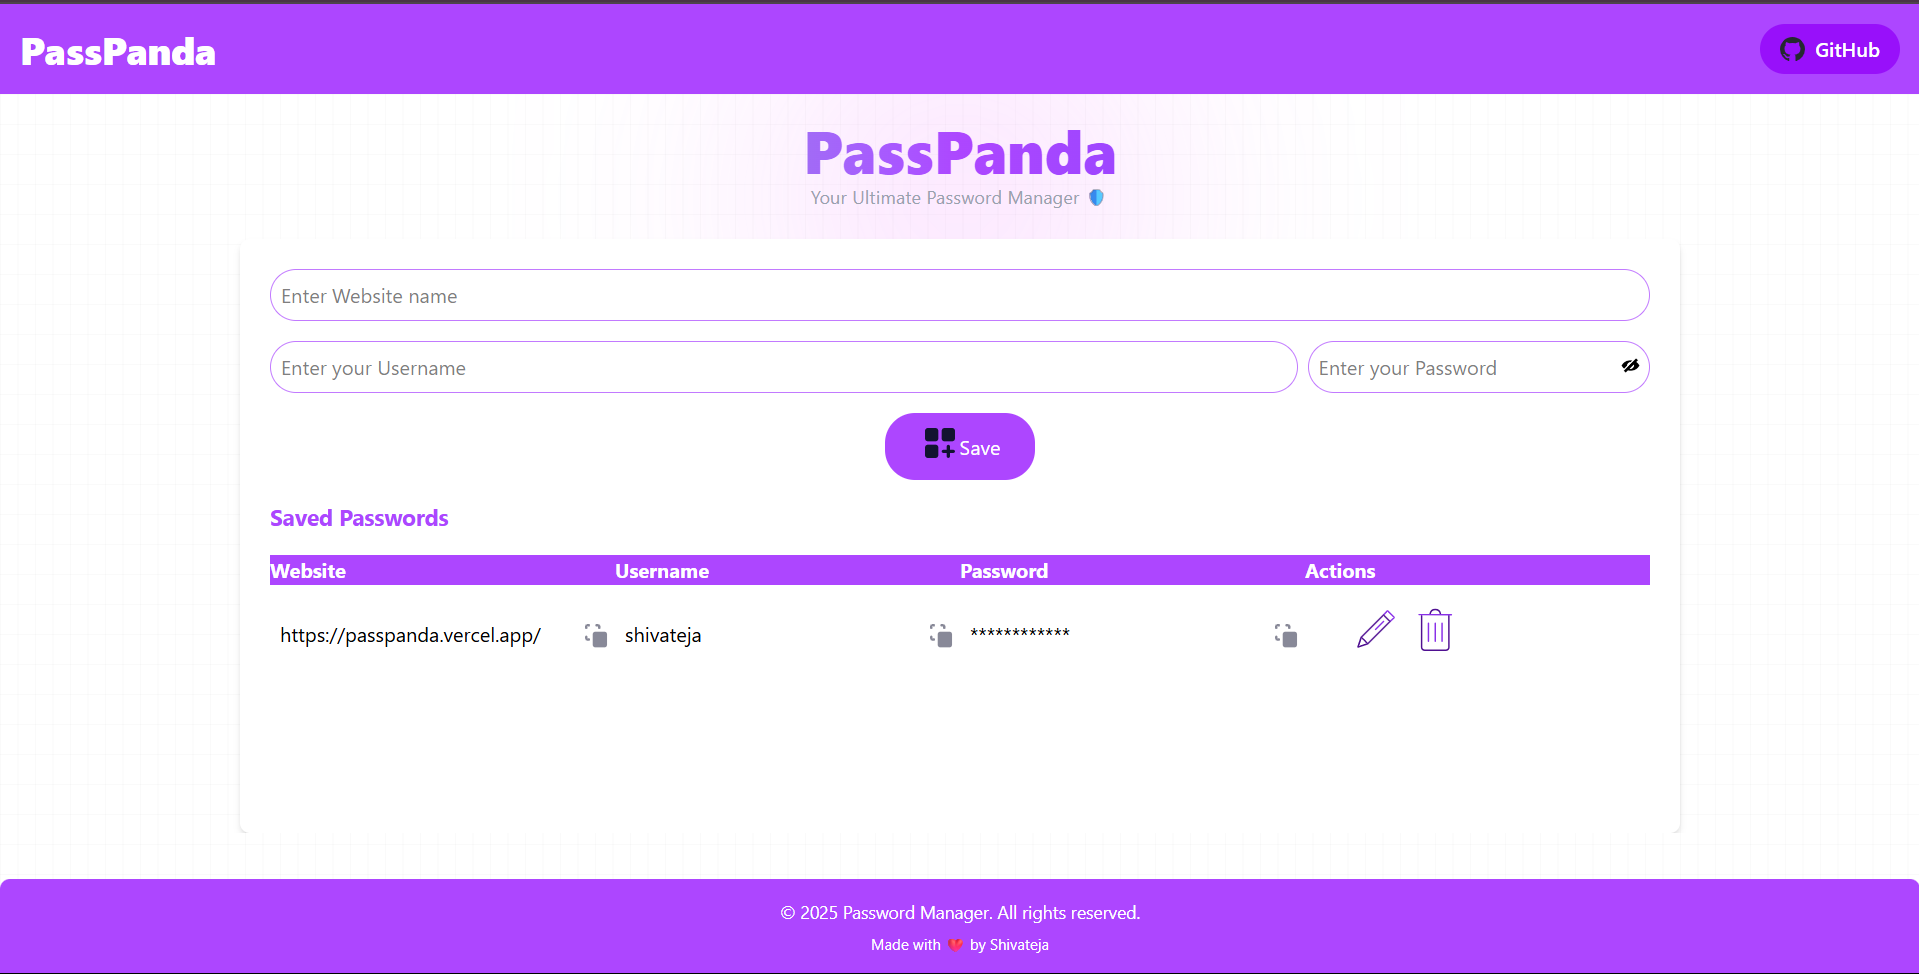 PassPanda
GitHub
PassPanda
Your Ultimate Password Manager
Enter Website name
Enter your Username
Enter your Password
Save
Saved Passwords
Website Username Password Actions
https://passpanda.vercel.app/ shivateja ************
© 2025 Password Manager. All rights reserved.
Made with ❤️ by Shivateja